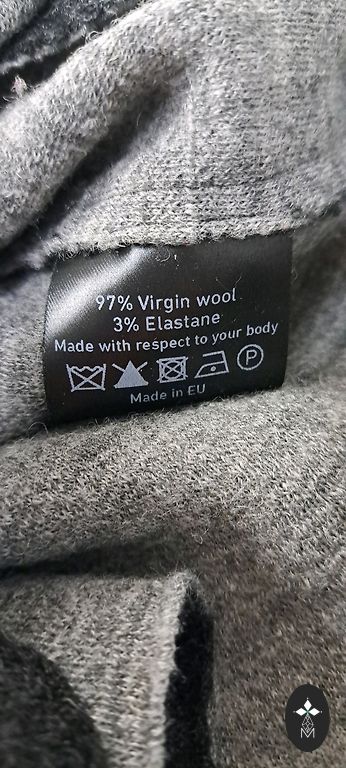 97% Virgin wool
3% Elastane
Made with respect to your body
P
Made in EU
M